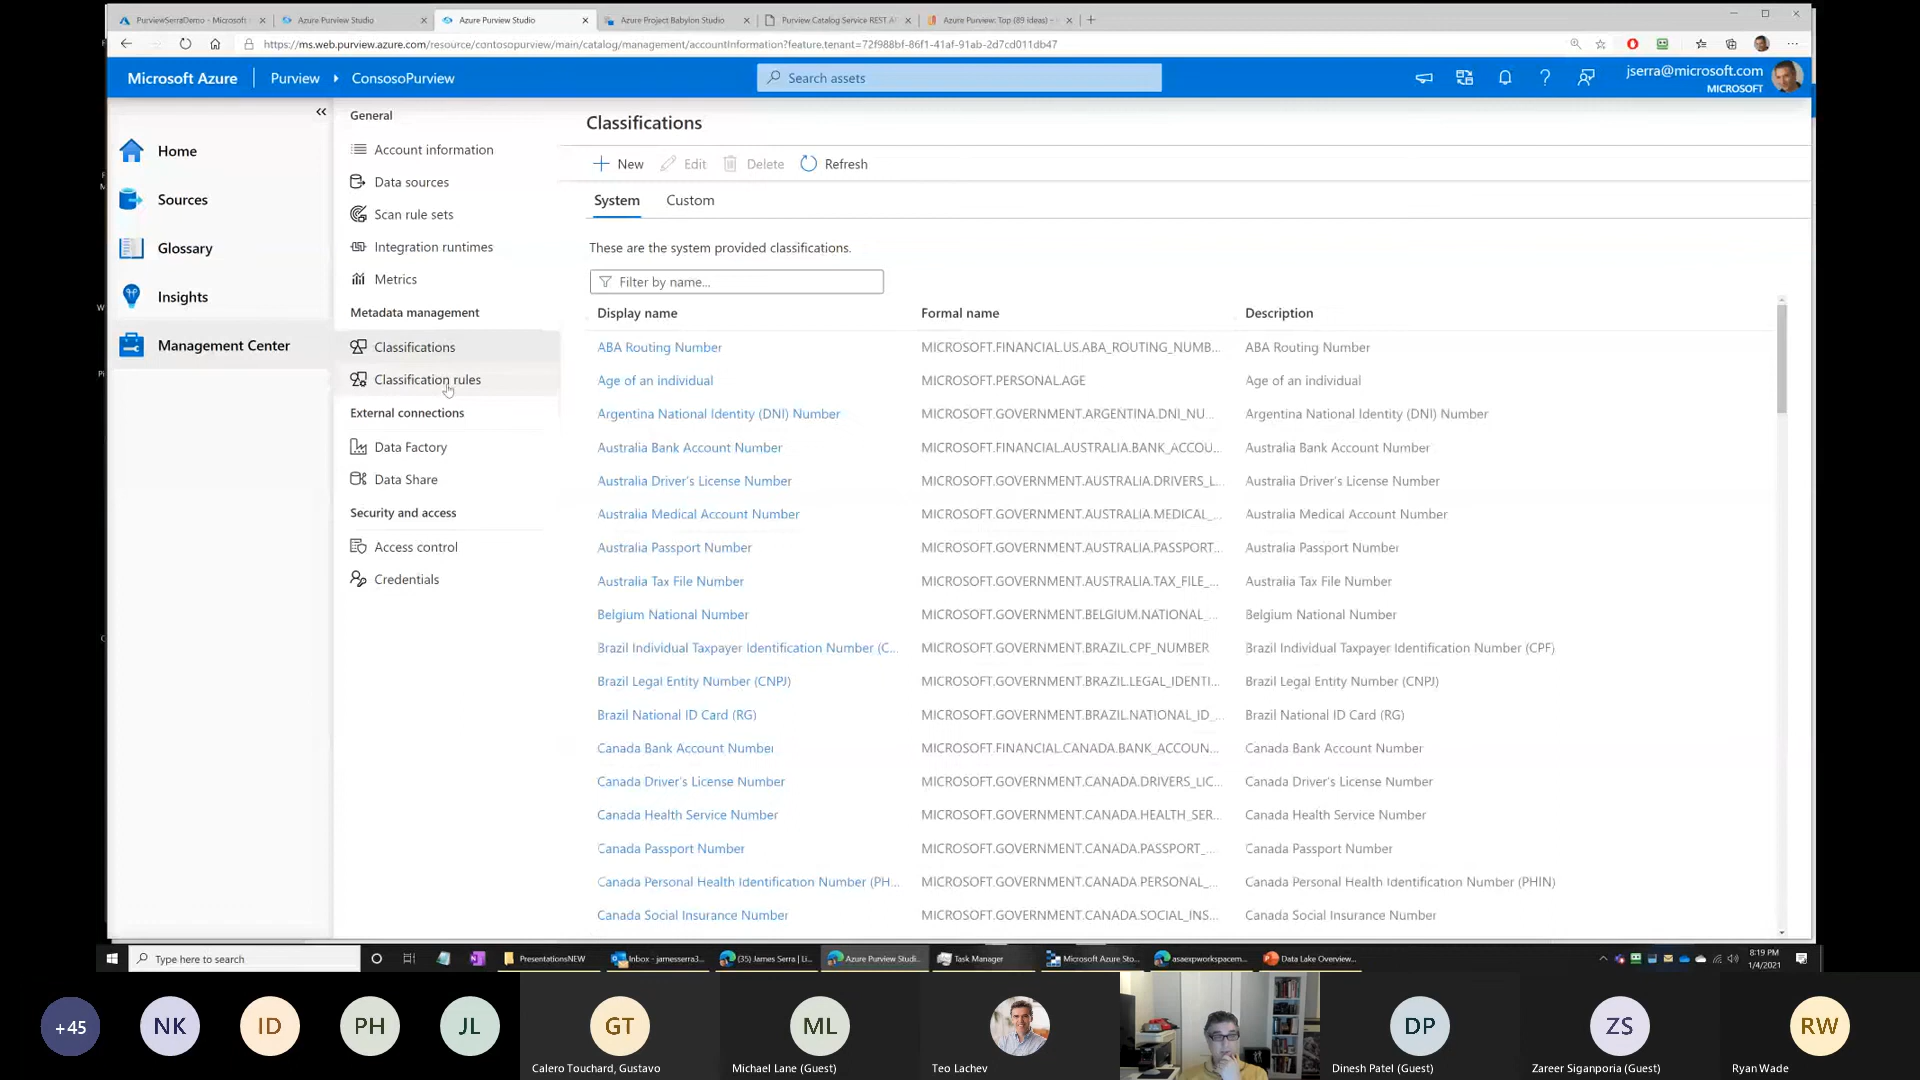 PurviewSerraDemo - Microsoft
Azure Purview Studio
Azure Purview Studio
Azure Project Babylon Studio
Purview Catalog Service REST A
Azure Purview: Top (89 ideas) –
https://ms.web.purview.azure.com/resource/contosopurview/main/catalog/management/accountInformation?feature.tenant=72f988bf-86f1-41af-91ab-2d7cd011db47
Microsoft Azure
Purview
ConsosoPurview
Search assets
jserra@microsoft.com
MICROSOFT
Home
Sources
Glossary
Insights
Management Center
General
Account information
Data sources
Scan rule sets
Integration runtimes
Metrics
Metadata management
Classifications
Classification rules
External connections
Data Factory
Data Share
Security and access
Access control
Credentials
Classifications
New Edit Delete Refresh
System Custom
These are the system provided classifications.
Filter by name...
Display name Formal name Description
ABA Routing Number MICROSOFT.FINANCIAL.US.ABA_ROUTING_NUMB... ABA Routing Number
Age of an individual MICROSOFT.PERSONAL.AGE Age of an individual
Argentina National Identity (DNI) Number MICROSOFT.GOVERNMENT.ARGENTINA.DNI_NU... Argentina National Identity (DNI) Number
Australia Bank Account Number MICROSOFT.FINANCIAL.AUSTRALIA.BANK_ACCOU... Australia Bank Account Number
Australia Driver's License Number MICROSOFT.GOVERNMENT.AUSTRALIA.DRIVERS_L... Australia Driver's License Number
Australia Medical Account Number MICROSOFT.GOVERNMENT.AUSTRALIA.MEDICAL_... Australia Medical Account Number
Australia Passport Number MICROSOFT.GOVERNMENT.AUSTRALIA.PASSPORT... Australia Passport Number
Australia Tax File Number MICROSOFT.GOVERNMENT.AUSTRALIA.TAX_FILE_... Australia Tax File Number
Belgium National Number MICROSOFT.GOVERNMENT.BELGIUM.NATIONAL_... Belgium National Number
Brazil Individual Taxpayer Identification Number (C... MICROSOFT.GOVERNMENT.BRAZIL.CPF_NUMBER Brazil Individual Taxpayer Identification Number (CPF)
Brazil Legal Entity Number (CNPJ) MICROSOFT.GOVERNMENT.BRAZIL.LEGAL_IDENTI... Brazil Legal Entity Number (CNPJ)
Brazil National ID Card (RG) MICROSOFT.GOVERNMENT.BRAZIL.NATIONAL_ID_... Brazil National ID Card (RG)
Canada Bank Account Number MICROSOFT.FINANCIAL.CANADA.BANK_ACCOUN... Canada Bank Account Number
Canada Driver's License Number MICROSOFT.GOVERNMENT.CANADA.DRIVERS_LIC... Canada Driver's License Number
Canada Health Service Number MICROSOFT.GOVERNMENT.CANADA.HEALTH_SER... Canada Health Service Number
Canada Passport Number MICROSOFT.GOVERNMENT.CANADA.PASSPORT_... Canada Passport Number
Canada Personal Health Identification Number (PH... MICROSOFT.GOVERNMENT.CANADA.PERSONAL_... Canada Personal Health Identification Number (PHIN)
Canada Social Insurance Number MICROSOFT.GOVERNMENT.CANADA.SOCIAL_INS... Canada Social Insurance Number
Type here to search
PresentationsNEW
Inbox - jamesserra3...
(35) James Serra | Li...
Azure Purview Studi...
Task Manager
Microsoft Azure Sto...
asaexpworkspacem...
Data Lake Overview...
8:19 PM
1/4/2021
+45 NK ID PH JL GT ML DP ZS RW
Calero Touchard, Gustavo
Michael Lane (Guest)
Teo Lachev
Dinesh Patel (Guest)
Zareer Siganporia (Guest)
Ryan Wade